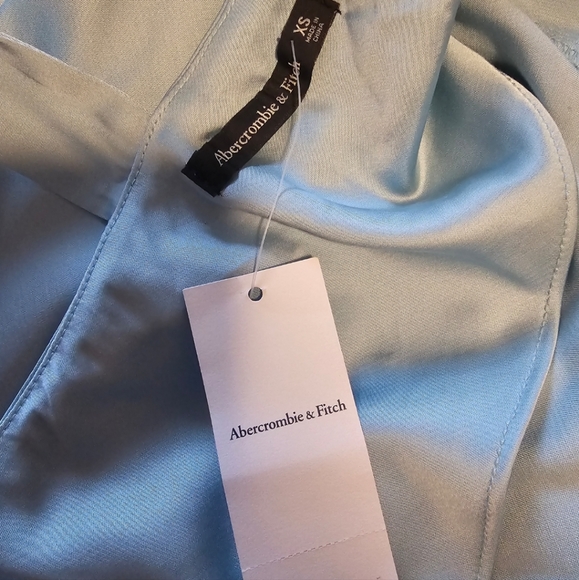 XS
MADE IN
CHINA
Abercrombie & Fitch
Abercrombie & Fitch